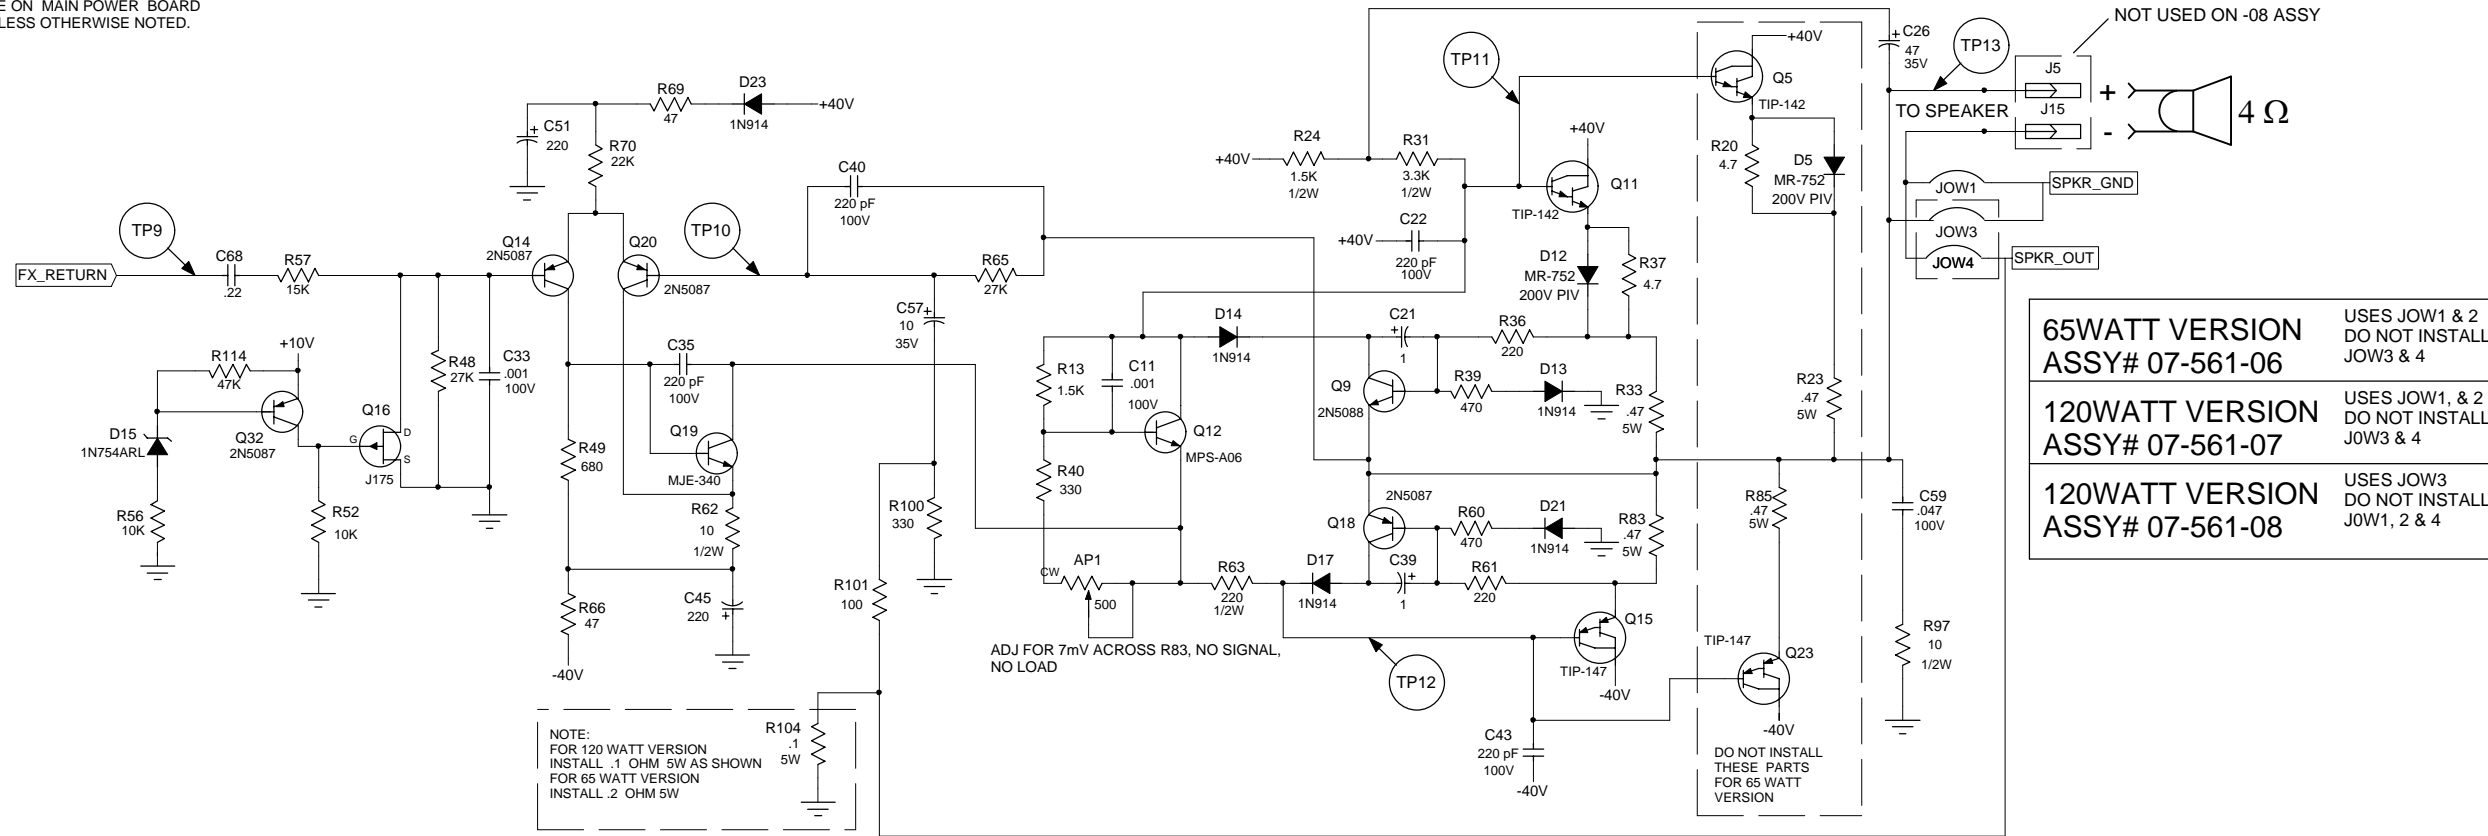 E ON MAIN POWER BOARD
LESS OTHERWISE NOTED.
NOT USED ON -08 ASSY
+40V
C26
47
35V
TP13
J5
TP11
Q5
TIP-142
TO SPEAKER
J15
+
-
4 Ω
R69
47
D23
1N914
+40V
C51
220
R70
22K
C40
220 pF
100V
R24
1.5K
1/2W
+40V
R31
3.3K
1/2W
+40V
Q11
TIP-142
R20
4.7
D5
MR-752
200V PIV
JOW1
SPKR_GND
JOW3
JOW4
SPKR_OUT
TP9
FX_RETURN
C68
.22
R57
15K
Q14
2N5087
Q20
2N5087
TP10
R65
27K
C22
220 pF
100V
+40V
D12
MR-752
200V PIV
R37
4.7
C57
10
35V
D14
1N914
C21
1
R36
220
65WATT VERSION
ASSY# 07-561-06
USES JOW1 & 2
DO NOT INSTALL
JOW3 & 4
120WATT VERSION
ASSY# 07-561-07
USES JOW1, & 2
DO NOT INSTALL
J0W3 & 4
120WATT VERSION
ASSY# 07-561-08
USES JOW3
DO NOT INSTALL
J0W1, 2 & 4
R114
47K
+10V
R48
27K
C33
.001
100V
C35
220 pF
100V
R13
1.5K
C11
.001
100V
Q9
2N5088
R39
470
D13
1N914
R33
.47
5W
R23
.47
5W
D15
1N754ARL
Q32
2N5087
Q16
G
D
S
J175
R49
680
Q19
MJE-340
Q12
MPS-A06
R40
330
R56
10K
R52
10K
R62
10
1/2W
R100
330
2N5087
Q18
R60
470
D21
1N914
R83
.47
5W
R85
.47
5W
C59
.047
100V
R66
47
-40V
C45
220
R101
100
CW
AP1
500
R63
220
1/2W
D17
1N914
C39
1
R61
220
Q15
TIP-147
-40V
TIP-147
Q23
-40V
R97
10
1/2W
ADJ FOR 7mV ACROSS R83, NO SIGNAL,
NO LOAD
TP12
NOTE:
FOR 120 WATT VERSION
INSTALL .1 OHM 5W AS SHOWN
FOR 65 WATT VERSION
INSTALL .2 OHM 5W
R104
.1
5W
C43
220 pF
100V
-40V
DO NOT INSTALL
THESE PARTS
FOR 65 WATT
VERSION